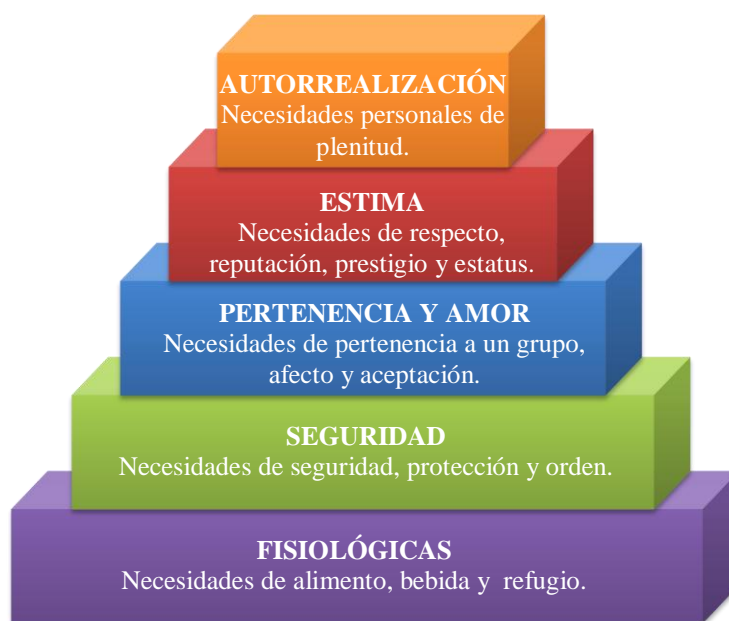 AUTORREALIZACIÓN
Necesidades personales de
plenitud.
ESTIMA
Necesidades de respecto,
reputación, prestigio y estatus.
PERTENENCIA Y AMOR
Necesidades de pertenencia a un grupo,
afecto y aceptación.
SEGURIDAD
Necesidades de seguridad, protección y orden.
FISIOLÓGICAS
Necesidades de alimento, bebida y refugio.